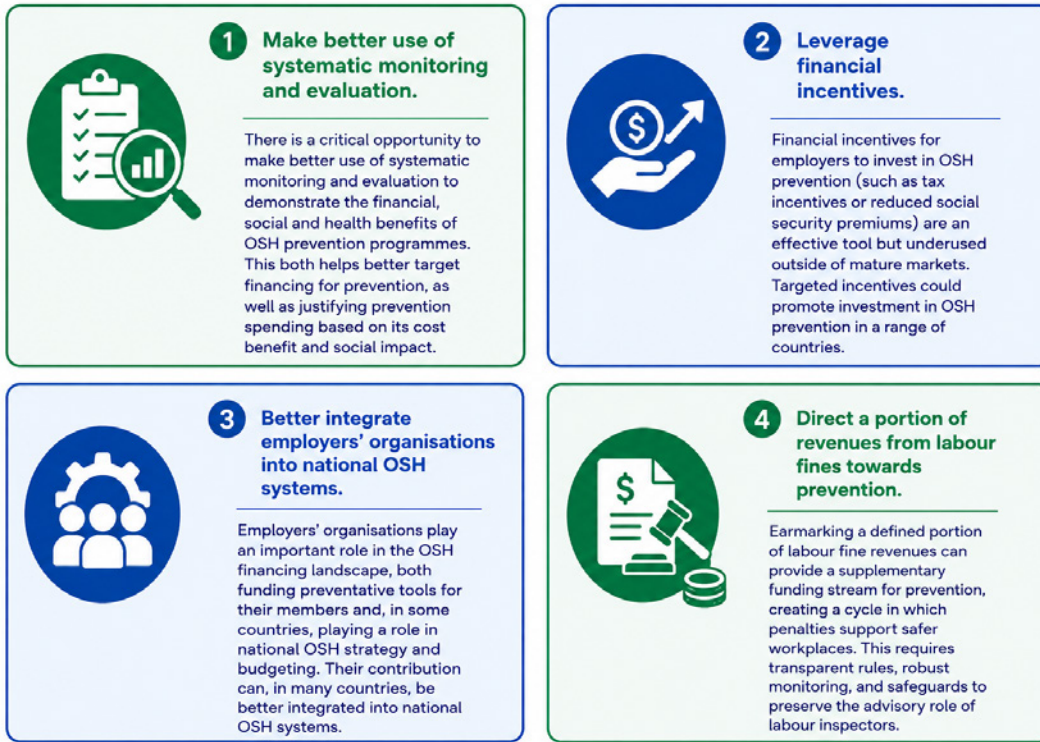 1 Make better use of
systematic monitoring
and evaluation.
There is a critical opportunity to
make better use of systematic
monitoring and evaluation to
demonstrate the financial,
social and health benefits of
OSH prevention programmes.
This both helps better target
financing for prevention, as
well as justifying prevention
spending based on its cost
benefit and social impact.
2 Leverage
financial
incentives.
$
Financial incentives for
employers to invest in OSH
prevention (such as tax
incentives or reduced social
security premiums) are an
effective tool but underused
outside of mature markets.
Targeted incentives could
promote investment in OSH
prevention in a range of
countries.
3 Better integrate
employers' organisations
into national OSH
systems.
Employers' organisations play
an important role in the OSH
financing landscape, both
funding preventative tools for
their members and, in some
countries, playing a role in
national OSH strategy and
budgeting. Their contribution
can, in many countries, be
better integrated into national
OSH systems.
4 Direct a portion of
revenues from labour
fines towards
prevention.
$
Earmarking a defined portion
of labour fine revenues can
provide a supplementary
funding stream for prevention,
creating a cycle in which
penalties support safer
workplaces. This requires
transparent rules, robust
monitoring, and safeguards to
preserve the advisory role of
labour inspectors.